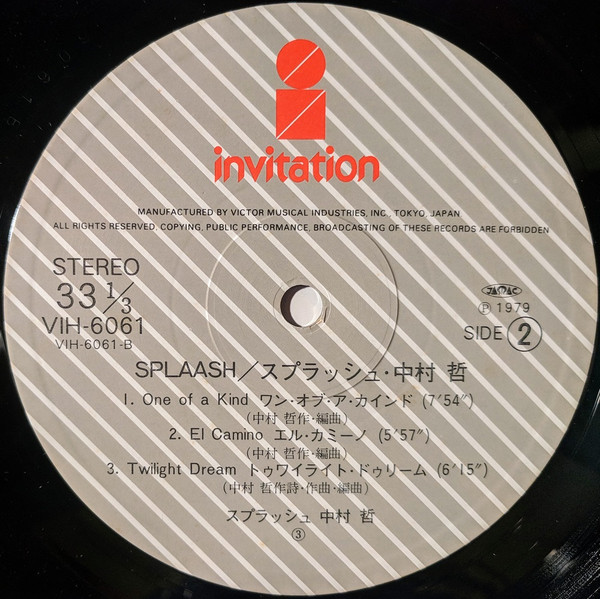 invitation
MANUFACTURED BY VICTOR MUSICAL INDUSTRIES, INC., TOKYO, JAPAN
ALL RIGHTS RESERVED, COPYING, PUBLIC PERFORMANCE, BROADCASTING OF THESE RECORDS ARE FORBIDDEN
STEREO
33 1/3
VIH-6061
VIH-6061-B
JASRAC
Ⓟ 1979
SIDE ②
SPLAASH/スプラッシュ・中村 哲
1. One of a Kind ワン・オブ・ア・カインド (7′54″)
(中村 哲作・編曲)
2. El Camino エル・カミーノ (5′57″)
(中村 哲作・編曲)
3. Twilight Dream トゥワイライト・ドゥリーム (6′15″)
(中村 哲作詩・作曲・編曲)
スプラッシュ 中村 哲
③